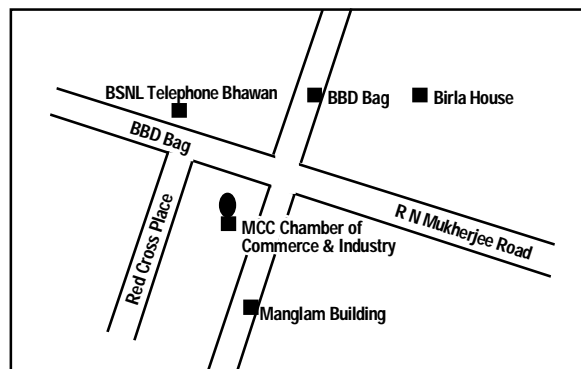 BSNL Telephone Bhawan
BBD Bag
Birla House
BBD Bag
R N Mukherjee Road
Red Cross Place
MCC Chamber of
Commerce & Industry
Manglam Building